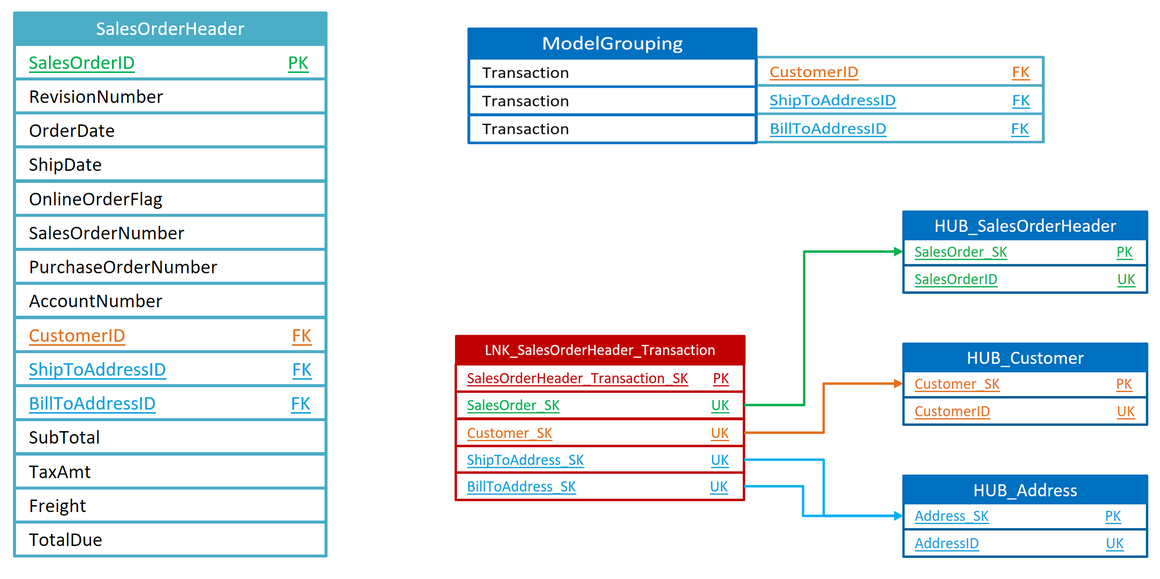 SalesOrderHeader
SalesOrderID PK
RevisionNumber
OrderDate
ShipDate
OnlineOrderFlag
SalesOrderNumber
PurchaseOrderNumber
AccountNumber
CustomerID FK
ShipToAddressID FK
BillToAddressID FK
SubTotal
TaxAmt
Freight
TotalDue
ModelGrouping
Transaction CustomerID FK
Transaction ShipToAddressID FK
Transaction BillToAddressID FK
LNK_SalesOrderHeader_Transaction
SalesOrderHeader_Transaction_SK PK
SalesOrder_SK UK
Customer_SK UK
ShipToAddress_SK UK
BillToAddress_SK UK
HUB_SalesOrderHeader
SalesOrder_SK PK
SalesOrderID UK
HUB_Customer
Customer_SK PK
CustomerID UK
HUB_Address
Address_SK PK
AddressID UK